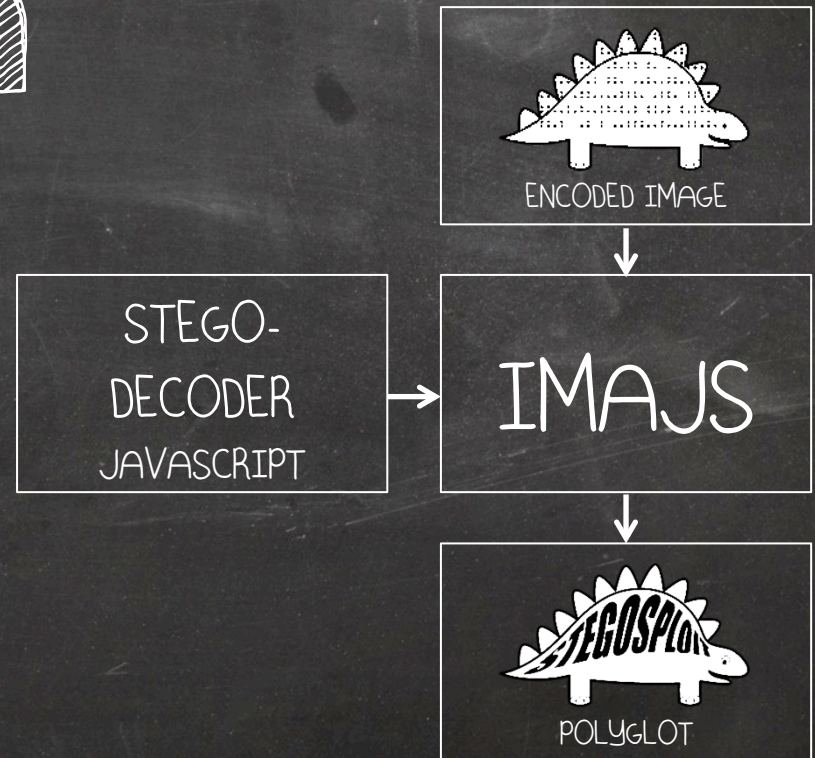 ENCODED IMAGE
STEGO-
DECODER
JAVASCRIPT
IMAJS
STEGOSPLOIT
POLYGLOT